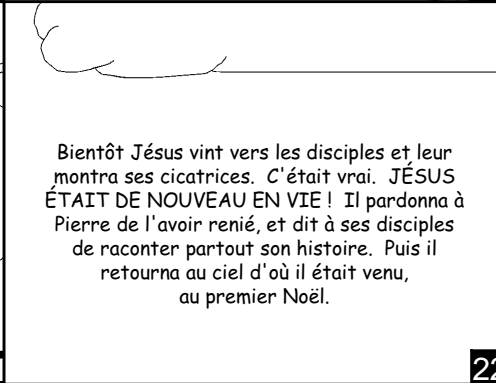 Bientôt Jésus vint vers les disciples et leur
montra ses cicatrices. C'était vrai. JÉSUS
ÉTAIT DE NOUVEAU EN VIE ! Il pardonna à
Pierre de l'avoir renié, et dit à ses disciples
de raconter partout son histoire. Puis il
retourna au ciel d'où il était venu,
au premier Noël.